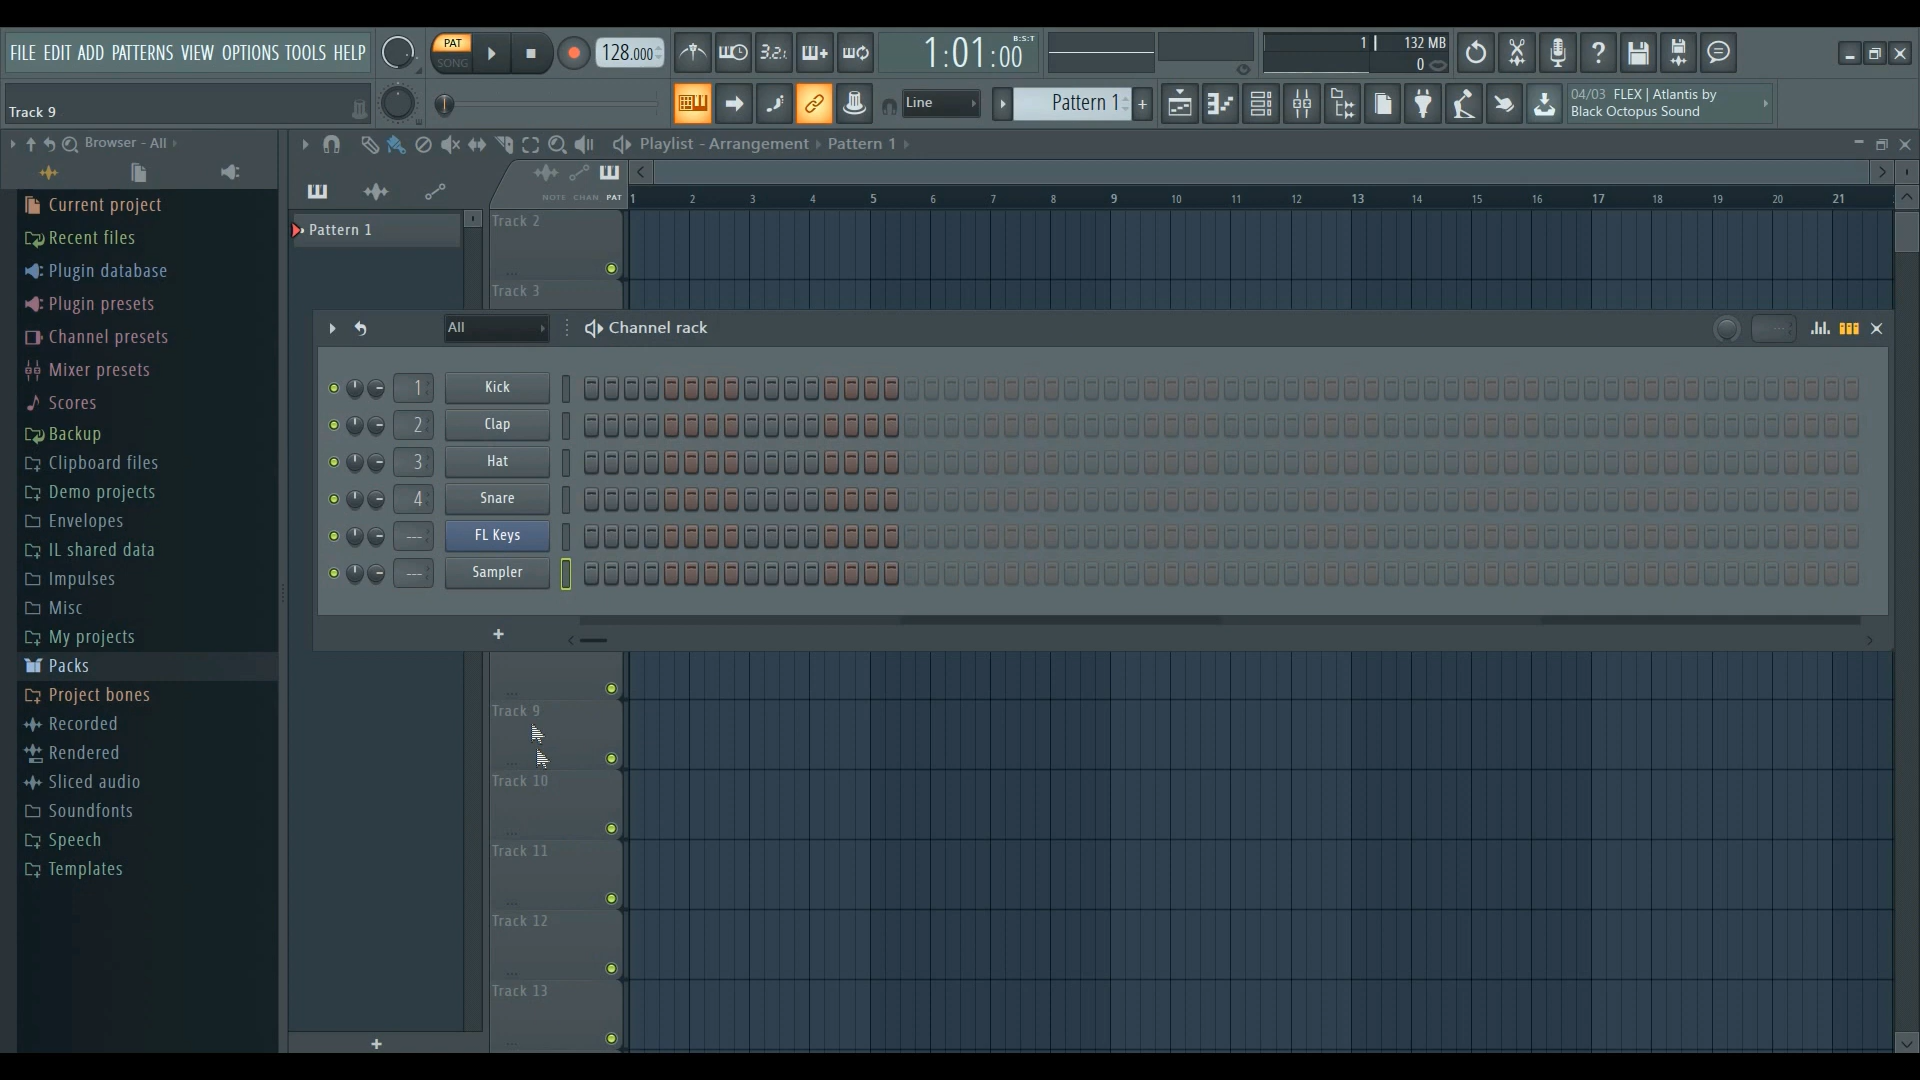 FILE EDIT ADD PATTERNS VIEW OPTIONS TOOLS HELP
PAT
SONG
128.000
3.2.
1:01:00
B:S:T
1
132 MB
0
Track 9
Line
Pattern 1
04/03 FLEX | Atlantis by
Black Octopus Sound
Browser - All
Playlist - Arrangement › Pattern 1
NOTE CHAN PAT
1 2 3 4 5 6 7 8 9 10 11 12 13 14 15 16 17 18 19 20 21
Current project
Recent files
Plugin database
Plugin presets
Channel presets
Mixer presets
Scores
Backup
Clipboard files
Demo projects
Envelopes
IL shared data
Impulses
Misc
My projects
Packs
Project bones
Recorded
Rendered
Sliced audio
Soundfonts
Speech
Templates
Pattern 1
Track 2
Track 3
All
Channel rack
1 Kick
2 Clap
3 Hat
4 Snare
--- FL Keys
--- Sampler
Track 9
Track 10
Track 11
Track 12
Track 13